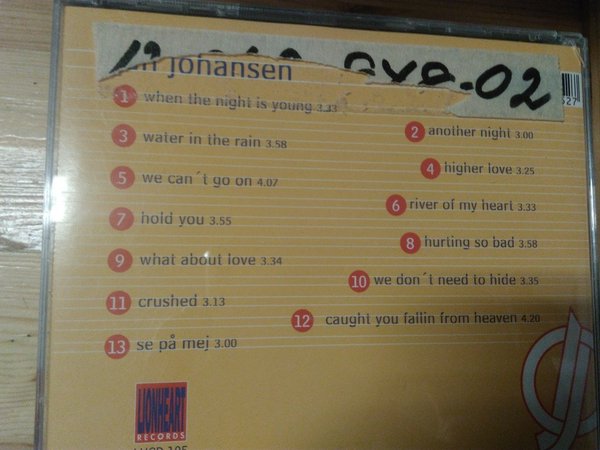 johansen
-02
1 when the night is young 3.33
2 another night 3.00
3 water in the rain 3.58
4 higher love 3.25
5 we can´t go on 4.07
6 river of my heart 3.33
7 hold you 3.55
8 hurting so bad 3.58
9 what about love 3.34
10 we don´t need to hide 3.35
11 crushed 3.13
12 caught you fallin from heaven 4.20
13 se på mej 3.00
LIONHEART
RECORDS